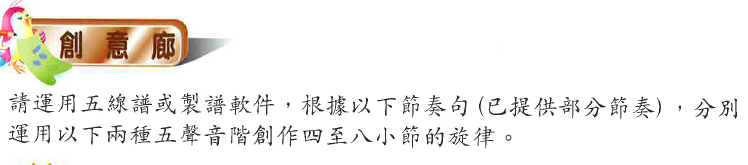 創意廊
請運用五線譜或製譜軟件，根據以下節奏句(已提供部分節奏)，分別
運用以下兩種五聲音階創作四至八小節的旋律。